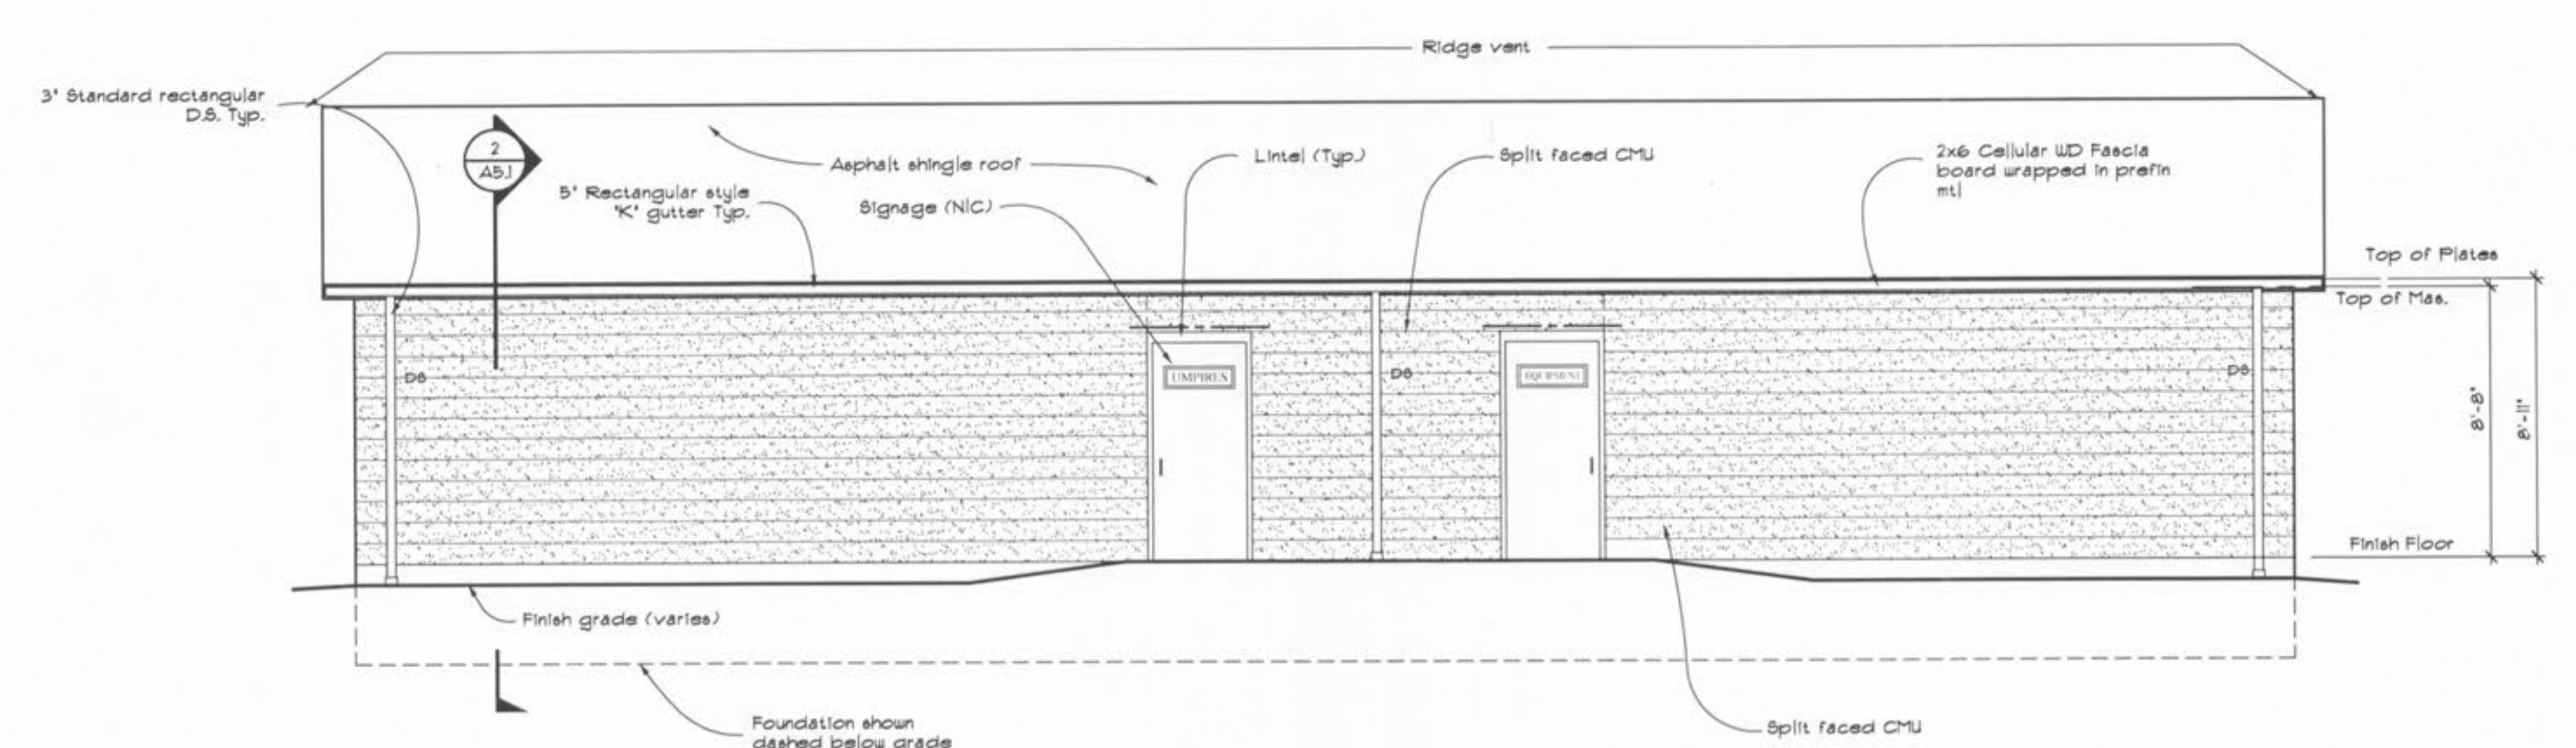 Ridge vent
3" Standard rectangular
D.S. Typ.
2
A5.1
Asphalt shingle roof
Lintel (Typ.)
Split faced CMU
2x6 Cellular WD Fascia
board wrapped in prefin
mtl
5" Rectangular style
"K" gutter Typ.
Signage (NIC)
Top of Plates
Top of Mas.
DS
UMPIRES
DS
EQUIPMENT
DS
8'-8"
8'-11"
Finish Floor
Finish grade (varies)
Foundation shown
dashed below grade
Split faced CMU